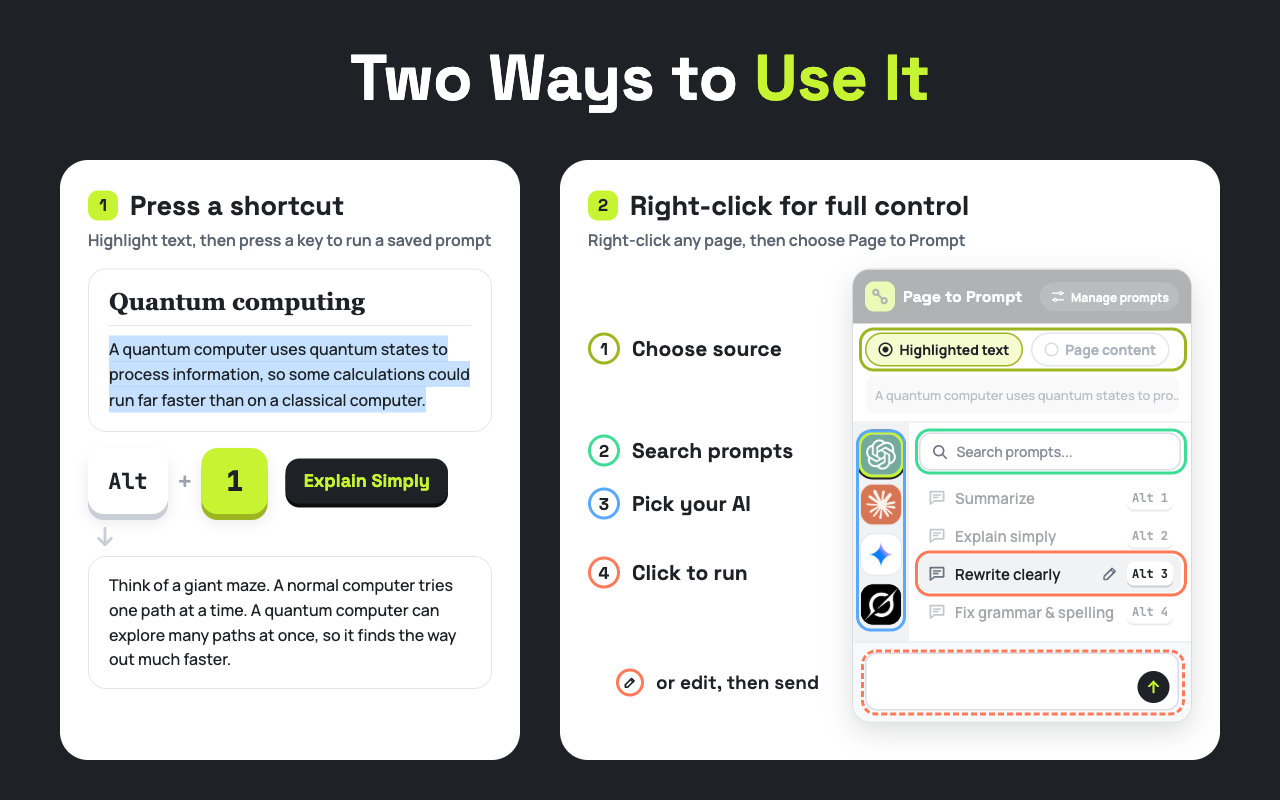 Two Ways to Use It
1 Press a shortcut
Highlight text, then press a key to run a saved prompt
Quantum computing
A quantum computer uses quantum states to
process information, so some calculations could
run far faster than on a classical computer.
Alt + 1 Explain Simply
Think of a giant maze. A normal computer tries
one path at a time. A quantum computer can
explore many paths at once, so it finds the way
out much faster.
2 Right-click for full control
Right-click any page, then choose Page to Prompt
1 Choose source
2 Search prompts
3 Pick your AI
4 Click to run
or edit, then send
Page to Prompt Manage prompts
Highlighted text Page content
A quantum computer uses quantum states to pro..
Search prompts...
Summarize Alt 1
Explain simply Alt 2
Rewrite clearly Alt 3
Fix grammar & spelling Alt 4